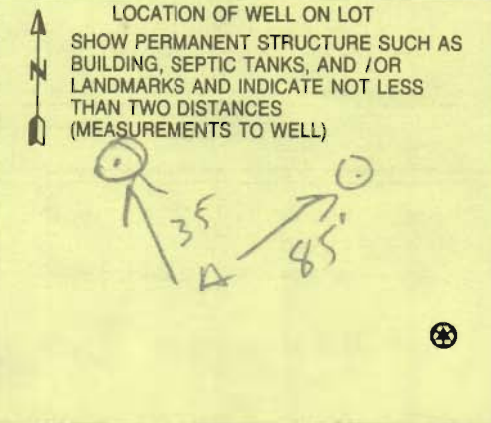 LOCATION OF WELL ON LOT
SHOW PERMANENT STRUCTURE SUCH AS
N
BUILDING, SEPTIC TANKS, AND / OR
LANDMARKS AND INDICATE NOT LESS
THAN TWO DISTANCES
(MEASUREMENTS TO WELL)
35
85'